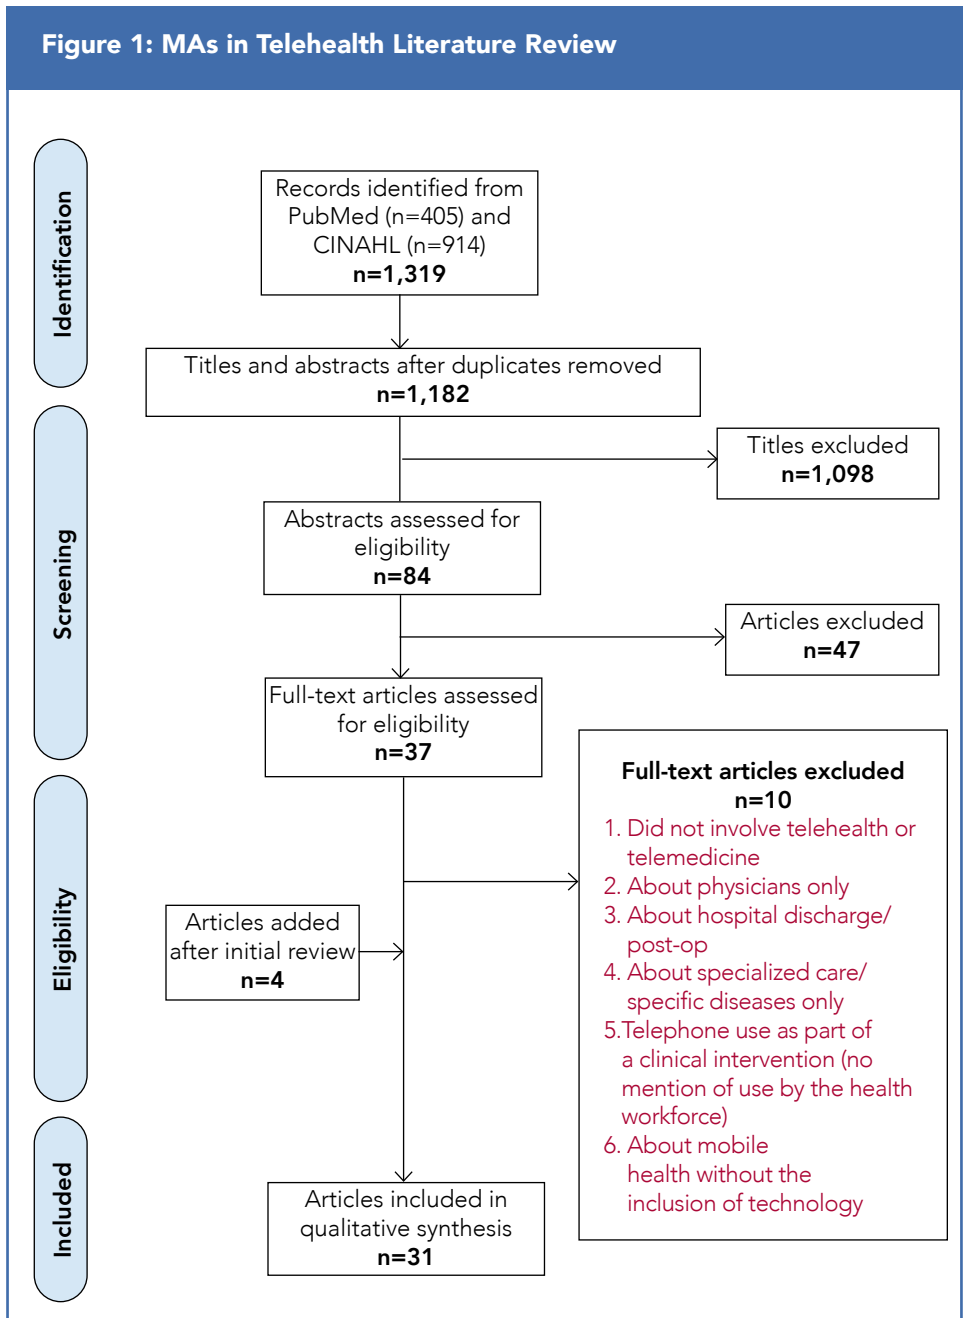 Figure 1: MAs in Telehealth Literature Review
Identification
Records identified from
PubMed (n=405) and
CINAHL (n=914)
n=1,319
Titles and abstracts after duplicates removed
n=1,182
Screening
Titles excluded
n=1,098
Abstracts assessed for
eligibility
n=84
Articles excluded
n=47
Full-text articles assessed
for eligibility
n=37
Eligibility
Full-text articles excluded
n=10
1. Did not involve telehealth or
telemedicine
2. About physicians only
3. About hospital discharge/
post-op
4. About specialized care/
specific diseases only
5.Telephone use as part of
a clinical intervention (no
mention of use by the health
workforce)
6. About mobile
health without the
inclusion of technology
Articles added
after initial review
n=4
Included
Articles included in
qualitative synthesis
n=31